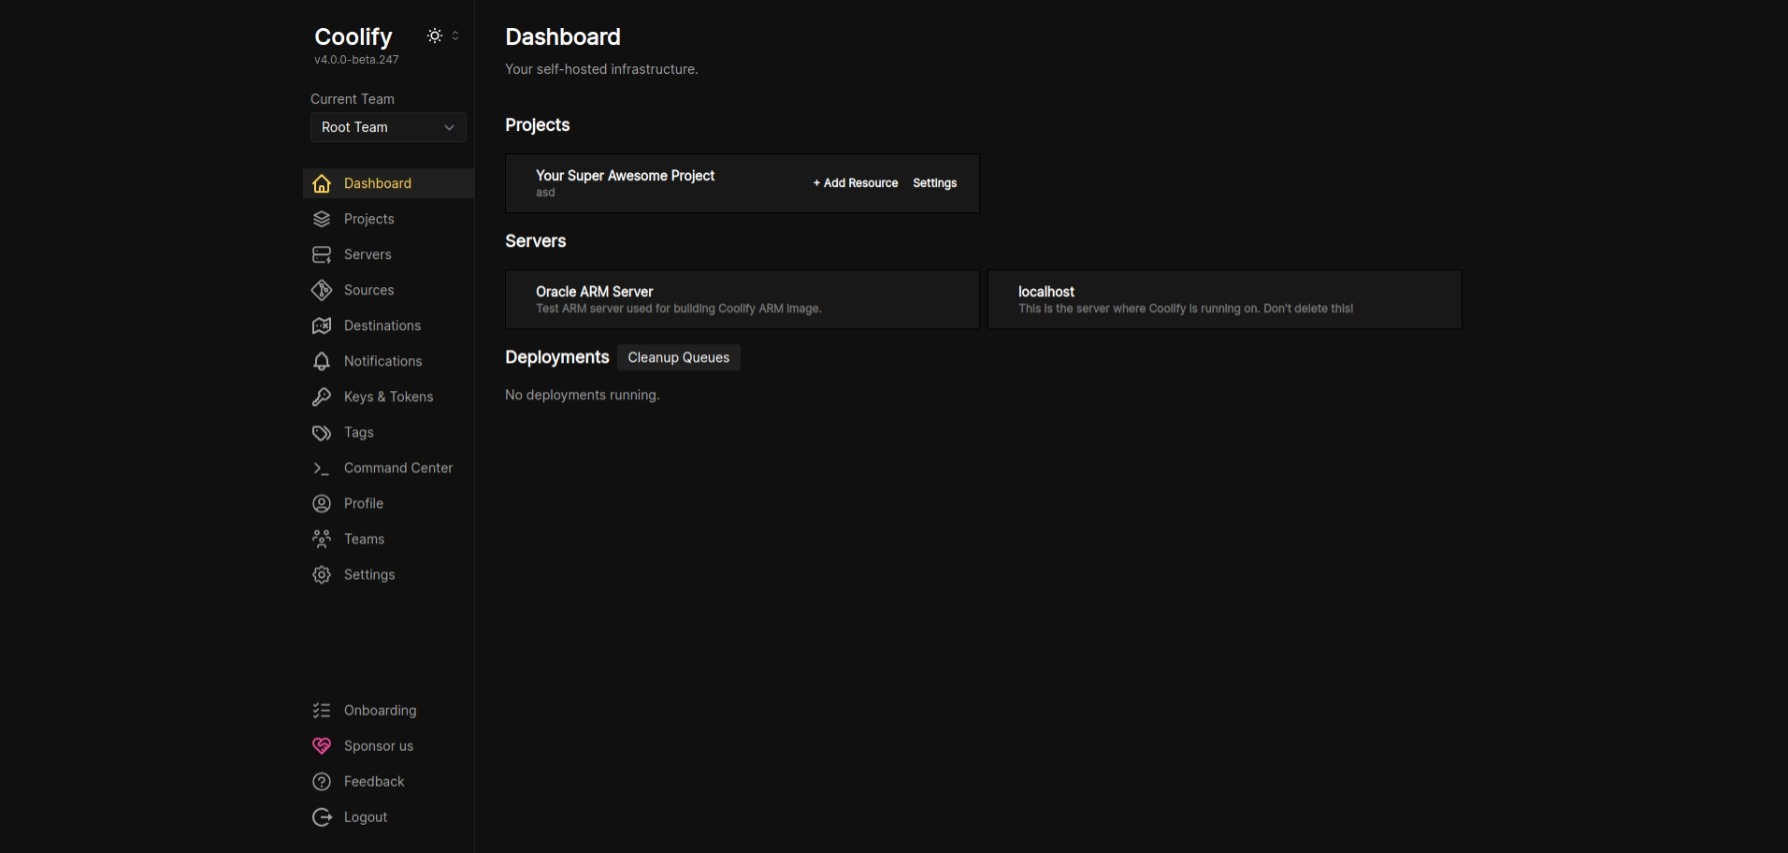 Coolify
v4.0.0-beta.247
Current Team
Root Team
Dashboard
Projects
Servers
Sources
Destinations
Notifications
Keys & Tokens
Tags
Command Center
Profile
Teams
Settings
Onboarding
Sponsor us
Feedback
Logout
Dashboard
Your self-hosted infrastructure.
Projects
Your Super Awesome Project
asd
+ Add Resource Settings
Servers
Oracle ARM Server
Test ARM server used for building Coolify ARM image.
localhost
This is the server where Coolify is running on. Don't delete this!
Deployments Cleanup Queues
No deployments running.